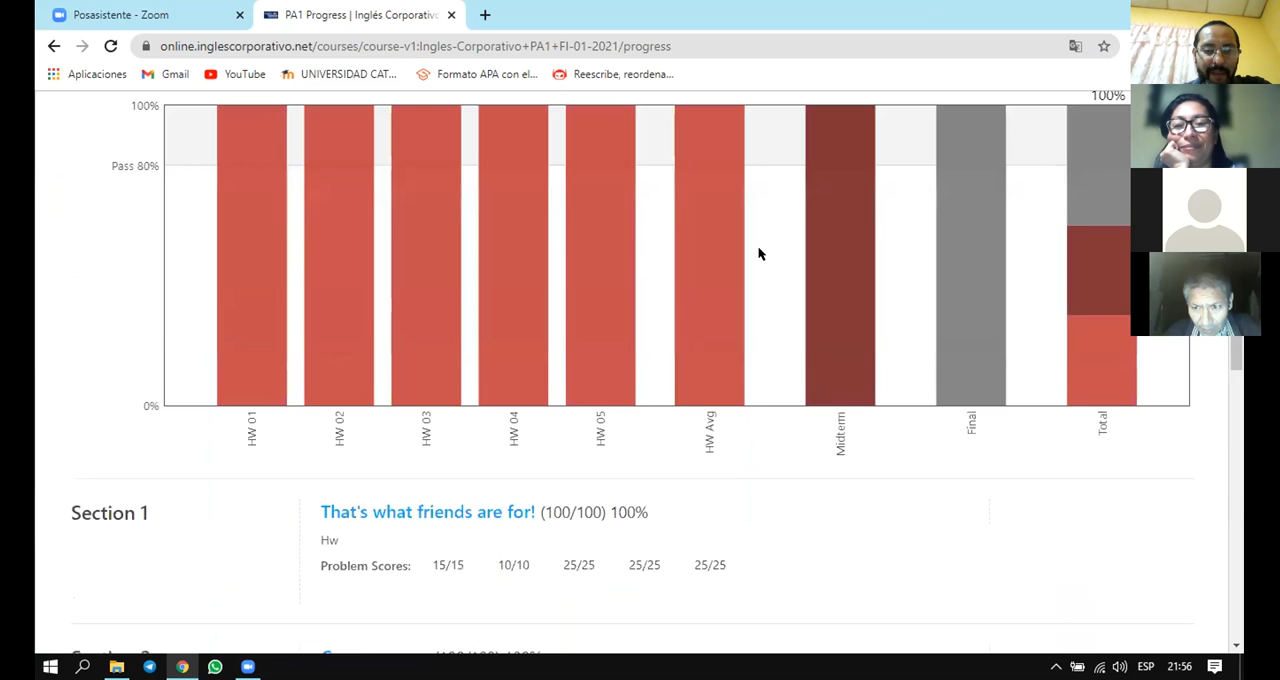 Posasistente - Zoom
PA1 Progress | Inglés Corporativo
online.inglescorporativo.net/courses/course-v1:Ingles-Corporativo+PA1+FI-01-2021/progress
Aplicaciones Gmail YouTube UNIVERSIDAD CAT... Formato APA con el... Reescribe, reordena...
100%
100%
Pass 80%
0%
HW 01
HW 02
HW 03
HW 04
HW 05
HW Avg
Midterm
Final
Total
Section 1
That's what friends are for! (100/100) 100%
Hw
Problem Scores: 15/15 10/10 25/25 25/25 25/25
ESP 21:56